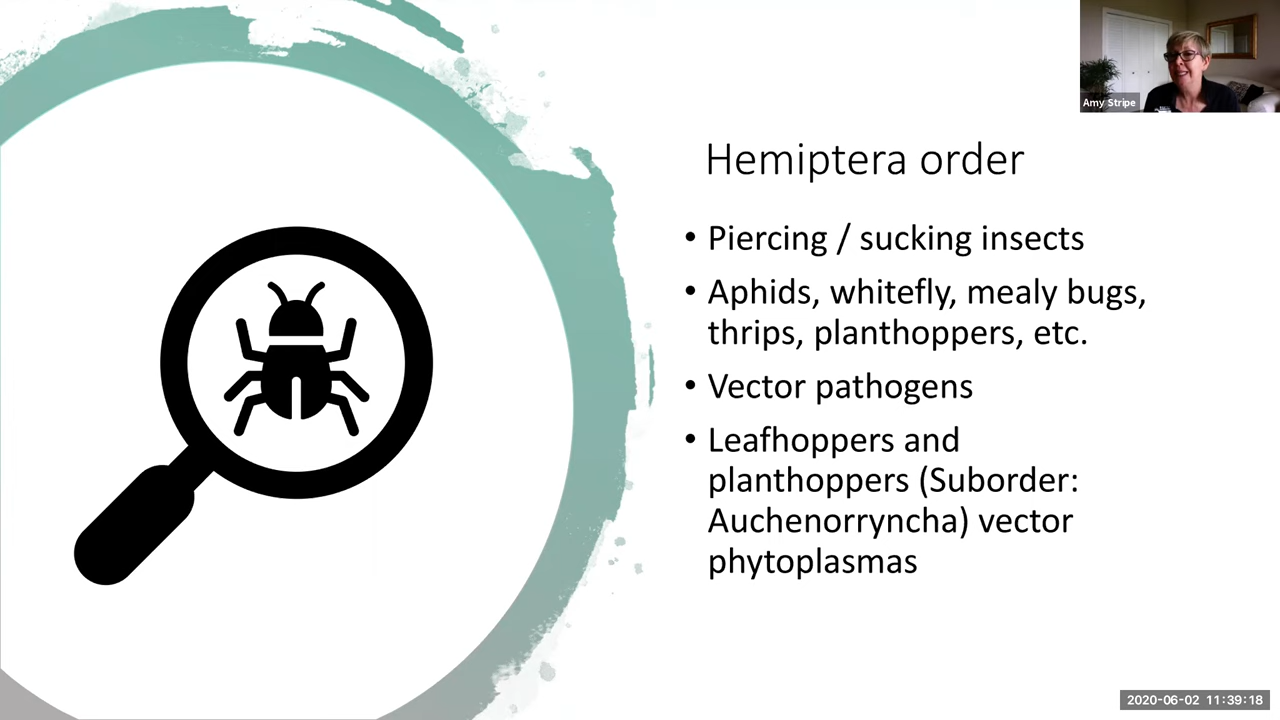 Amy Stripe
Hemiptera order
• Piercing / sucking insects
• Aphids, whitefly, mealy bugs,
thrips, planthoppers, etc.
• Vector pathogens
• Leafhoppers and
planthoppers (Suborder:
Auchenorryncha) vector
phytoplasmas
2020-06-02 11:39:18